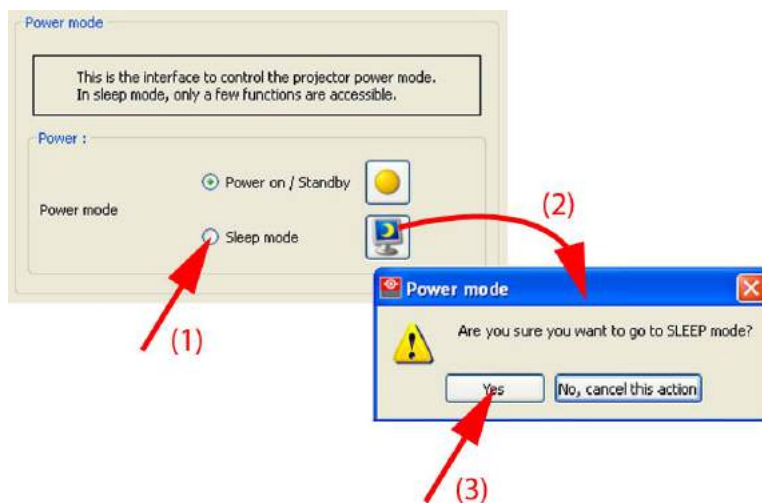 Power mode
This is the interface to control the projector power mode.
In sleep mode, only a few functions are accessible.
Power :
Power on / Standby
Power mode
Sleep mode
(1)
(2)
Power mode
Are you sure you want to go to SLEEP mode?
Yes
No, cancel this action
(3)